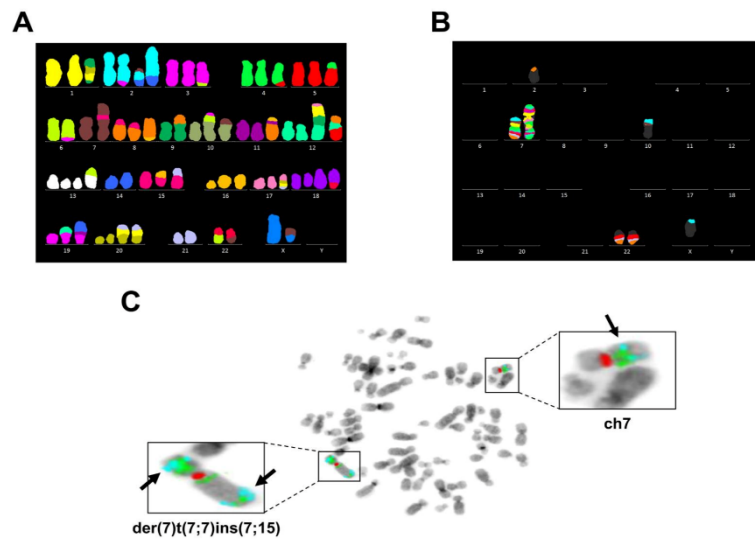 A
B
1 2 3 4 5
6 7 8 9 10 11 12
13 14 15 16 17 18
19 20 21 22 X Y
1 2 3 4 5
6 7 8 9 10 11 12
13 14 15 16 17 18
19 20 21 22 X Y
C
ch7
der(7)t(7;7)ins(7;15)